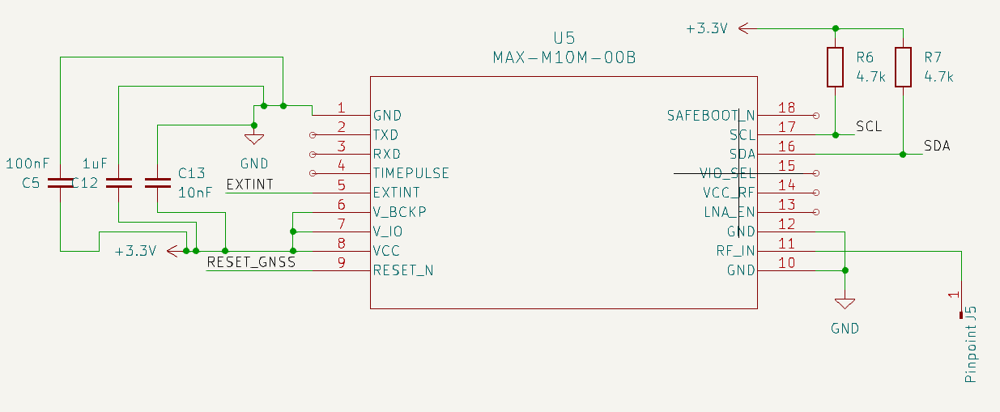 U5
MAX-M10M-00B
+3.3V
R6
4.7k
R7
4.7k
1 GND
2 TXD
3 RXD
4 TIMEPULSE
5 EXTINT
6 V_BCKP
7 V_IO
8 VCC
9 RESET_N
SAFEBOOT_N 18
SCL 17
SDA 16
VIO_SEL 15
VCC_RF 14
LNA_EN 13
GND 12
RF_IN 11
GND 10
SCL
SDA
GND
100nF
C5
1uF
C12
C13
10nF
EXTINT
+3.3V
RESET_GNSS
GND
1
PinpointJ5